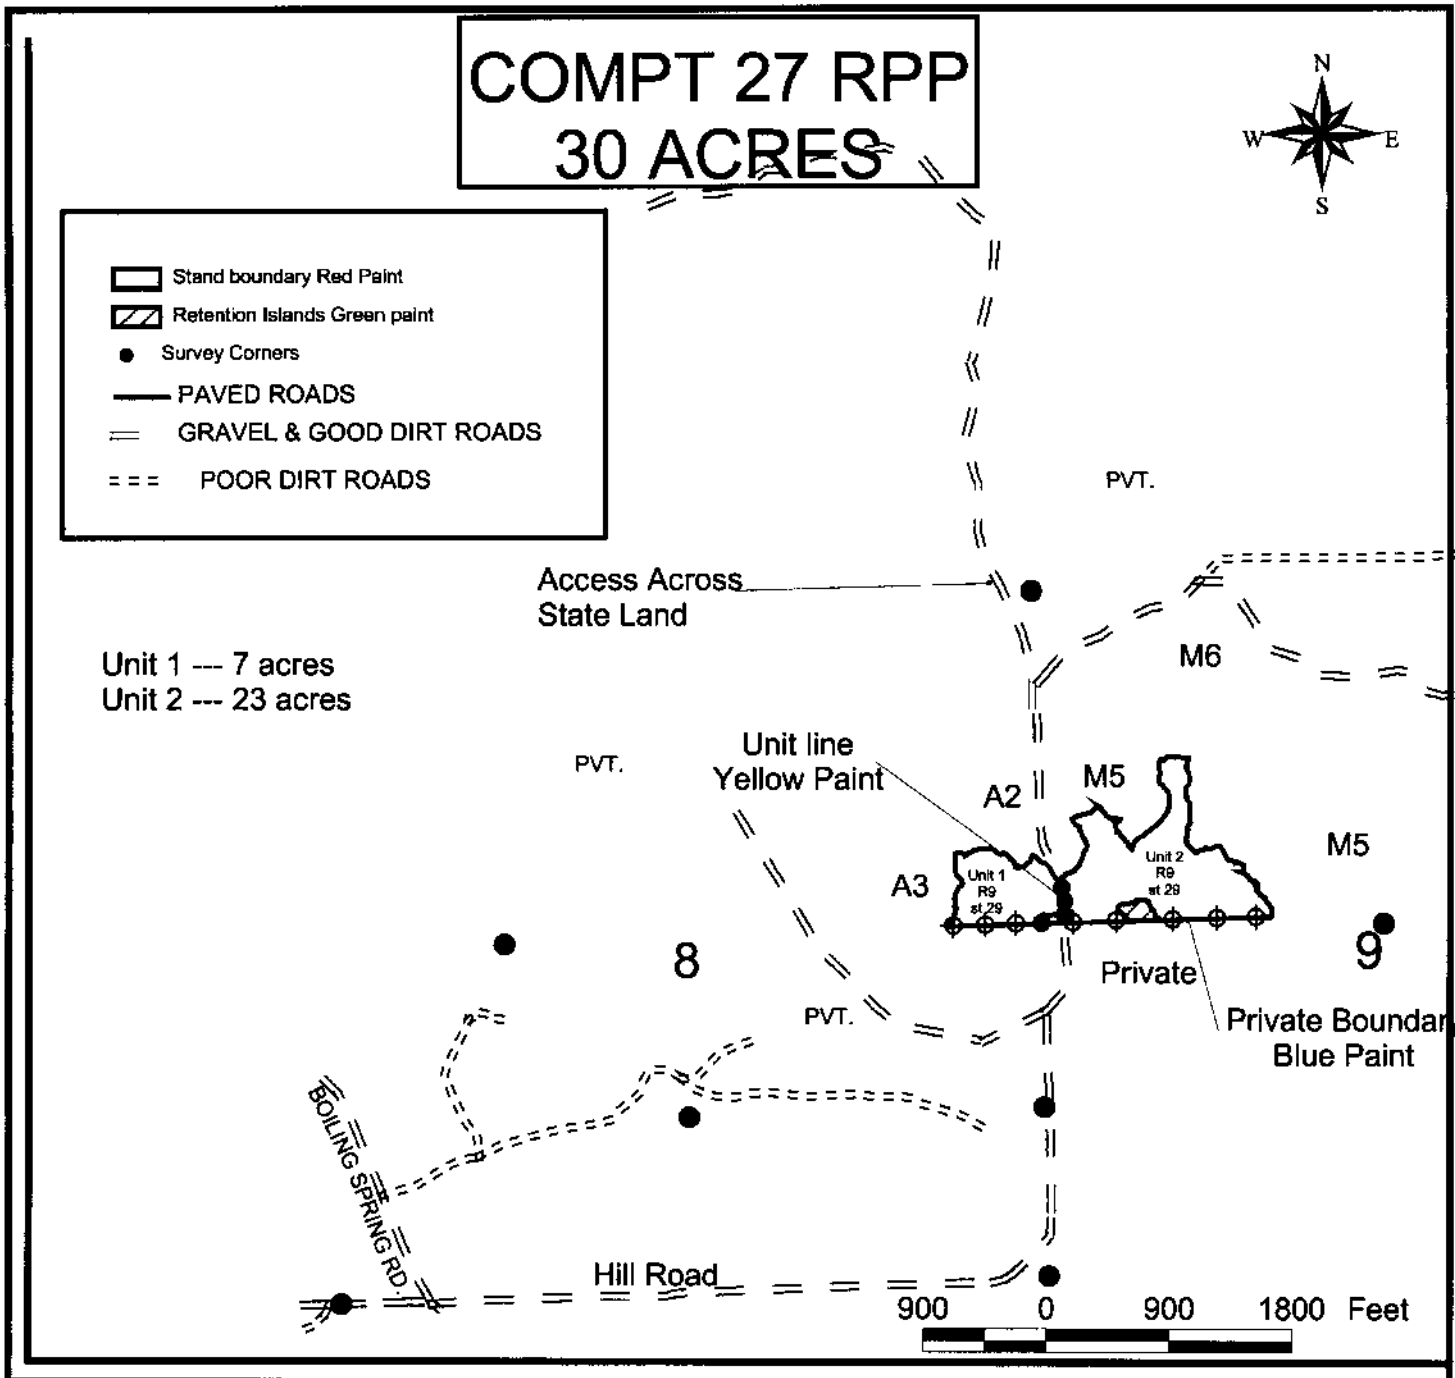 COMPT 27 RPP
30 ACRES
N
W
E
S
Stand boundary Red Paint
Retention Islands Green paint
Survey Corners
PAVED ROADS
GRAVEL & GOOD DIRT ROADS
POOR DIRT ROADS
PVT.
Access Across
State Land
M6
Unit 1 --- 7 acres
Unit 2 --- 23 acres
PVT.
Unit line
Yellow Paint
A2
M5
M5
A3
Unit 1
R9
st 29
Unit 2
R9
st 29
8
9
Private
PVT.
Private Boundar
Blue Paint
BOILING SPRING RD.
Hill Road
900 0 900 1800 Feet